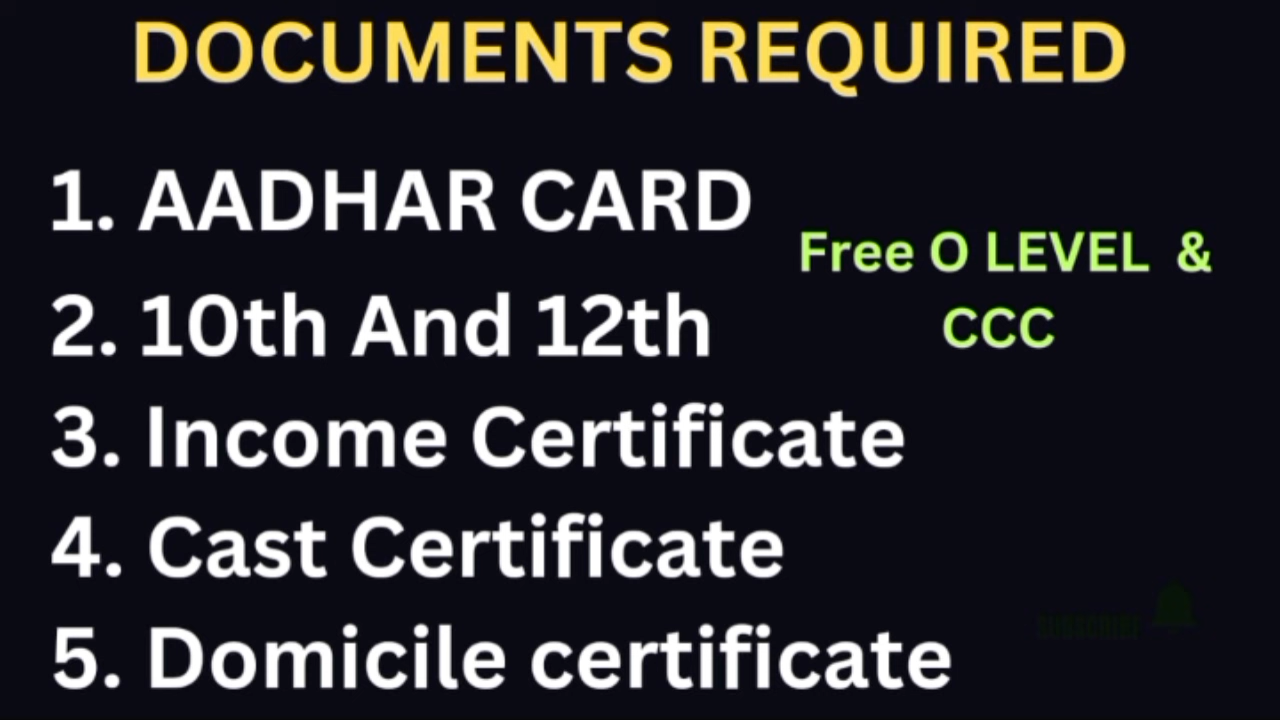 DOCUMENTS REQUIRED
1. AADHAR CARD
Free O LEVEL &
CCC
2. 10th And 12th
3. Income Certificate
4. Cast Certificate
5. Domicile certificate